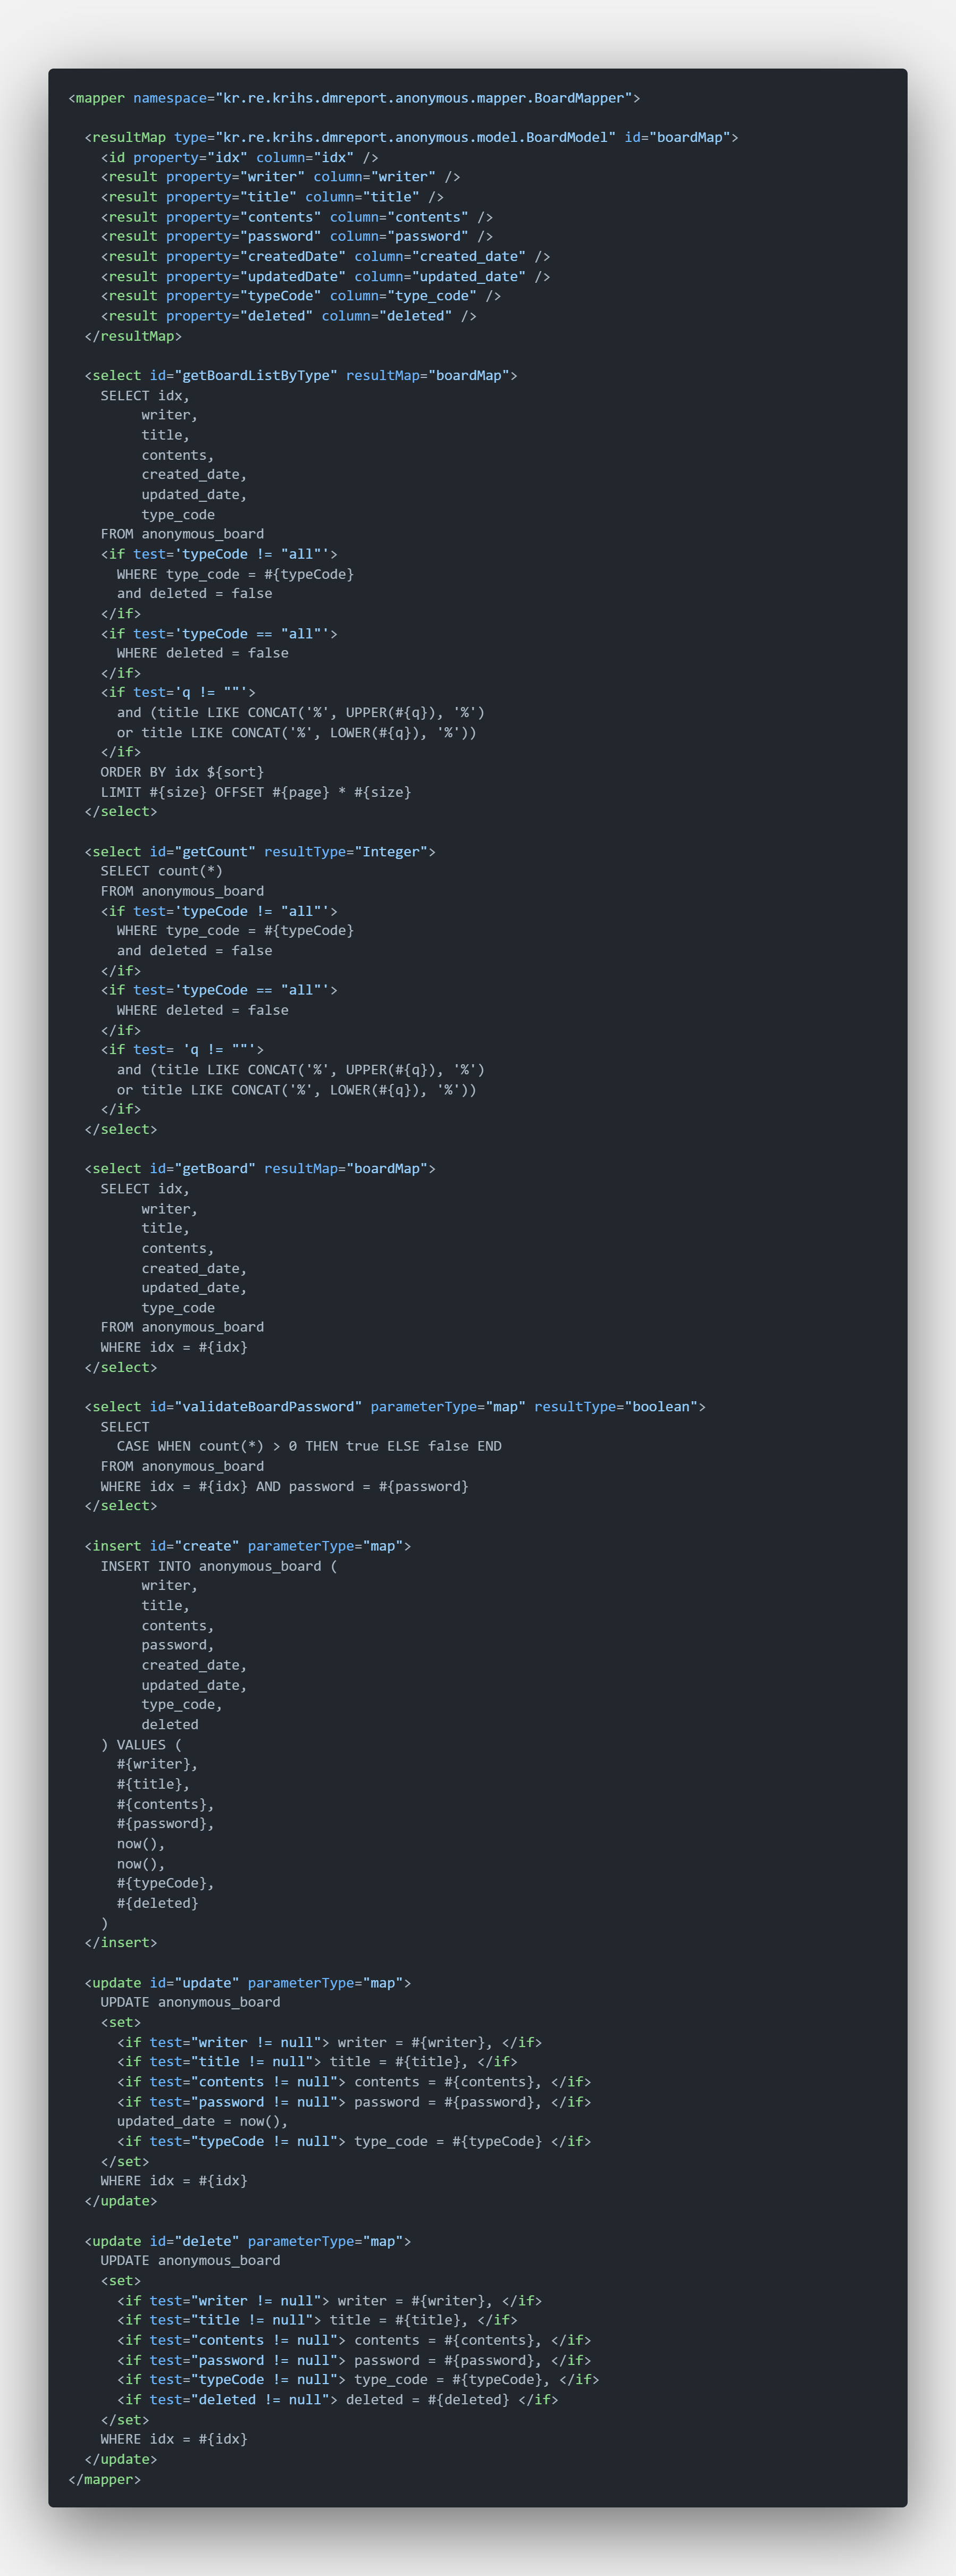 <mapper namespace="kr.re.krihs.dmreport.anonymous.mapper.BoardMapper">

  <resultMap type="kr.re.krihs.dmreport.anonymous.model.BoardModel" id="boardMap">
    <id property="idx" column="idx" />
    <result property="writer" column="writer" />
    <result property="title" column="title" />
    <result property="contents" column="contents" />
    <result property="password" column="password" />
    <result property="createdDate" column="created_date" />
    <result property="updatedDate" column="updated_date" />
    <result property="typeCode" column="type_code" />
    <result property="deleted" column="deleted" />
  </resultMap>

  <select id="getBoardListByType" resultMap="boardMap">
    SELECT idx,
         writer,
         title,
         contents,
         created_date,
         updated_date,
         type_code
    FROM anonymous_board
    <if test='typeCode != "all"'>
      WHERE type_code = #{typeCode}
      and deleted = false
    </if>
    <if test='typeCode == "all"'>
      WHERE deleted = false
    </if>
    <if test='q != ""'>
      and (title LIKE CONCAT('%', UPPER(#{q}), '%')
      or title LIKE CONCAT('%', LOWER(#{q}), '%'))
    </if>
    ORDER BY idx ${sort}
    LIMIT #{size} OFFSET #{page} * #{size}
  </select>

  <select id="getCount" resultType="Integer">
    SELECT count(*)
    FROM anonymous_board
    <if test='typeCode != "all"'>
      WHERE type_code = #{typeCode}
      and deleted = false
    </if>
    <if test='typeCode == "all"'>
      WHERE deleted = false
    </if>
    <if test= 'q != ""'>
      and (title LIKE CONCAT('%', UPPER(#{q}), '%')
      or title LIKE CONCAT('%', LOWER(#{q}), '%'))
    </if>
  </select>

  <select id="getBoard" resultMap="boardMap">
    SELECT idx,
         writer,
         title,
         contents,
         created_date,
         updated_date,
         type_code
    FROM anonymous_board
    WHERE idx = #{idx}
  </select>

  <select id="validateBoardPassword" parameterType="map" resultType="boolean">
    SELECT
      CASE WHEN count(*) > 0 THEN true ELSE false END
    FROM anonymous_board
    WHERE idx = #{idx} AND password = #{password}
  </select>

  <insert id="create" parameterType="map">
    INSERT INTO anonymous_board (
         writer,
         title,
         contents,
         password,
         created_date,
         updated_date,
         type_code,
         deleted
    ) VALUES (
      #{writer},
      #{title},
      #{contents},
      #{password},
      now(),
      now(),
      #{typeCode},
      #{deleted}
    )
  </insert>

  <update id="update" parameterType="map">
    UPDATE anonymous_board
    <set>
      <if test="writer != null"> writer = #{writer}, </if>
      <if test="title != null"> title = #{title}, </if>
      <if test="contents != null"> contents = #{contents}, </if>
      <if test="password != null"> password = #{password}, </if>
      updated_date = now(),
      <if test="typeCode != null"> type_code = #{typeCode} </if>
    </set>
    WHERE idx = #{idx}
  </update>

  <update id="delete" parameterType="map">
    UPDATE anonymous_board
    <set>
      <if test="writer != null"> writer = #{writer}, </if>
      <if test="title != null"> title = #{title}, </if>
      <if test="contents != null"> contents = #{contents}, </if>
      <if test="password != null"> password = #{password}, </if>
      <if test="typeCode != null"> type_code = #{typeCode}, </if>
      <if test="deleted != null"> deleted = #{deleted} </if>
    </set>
    WHERE idx = #{idx}
  </update>
</mapper>